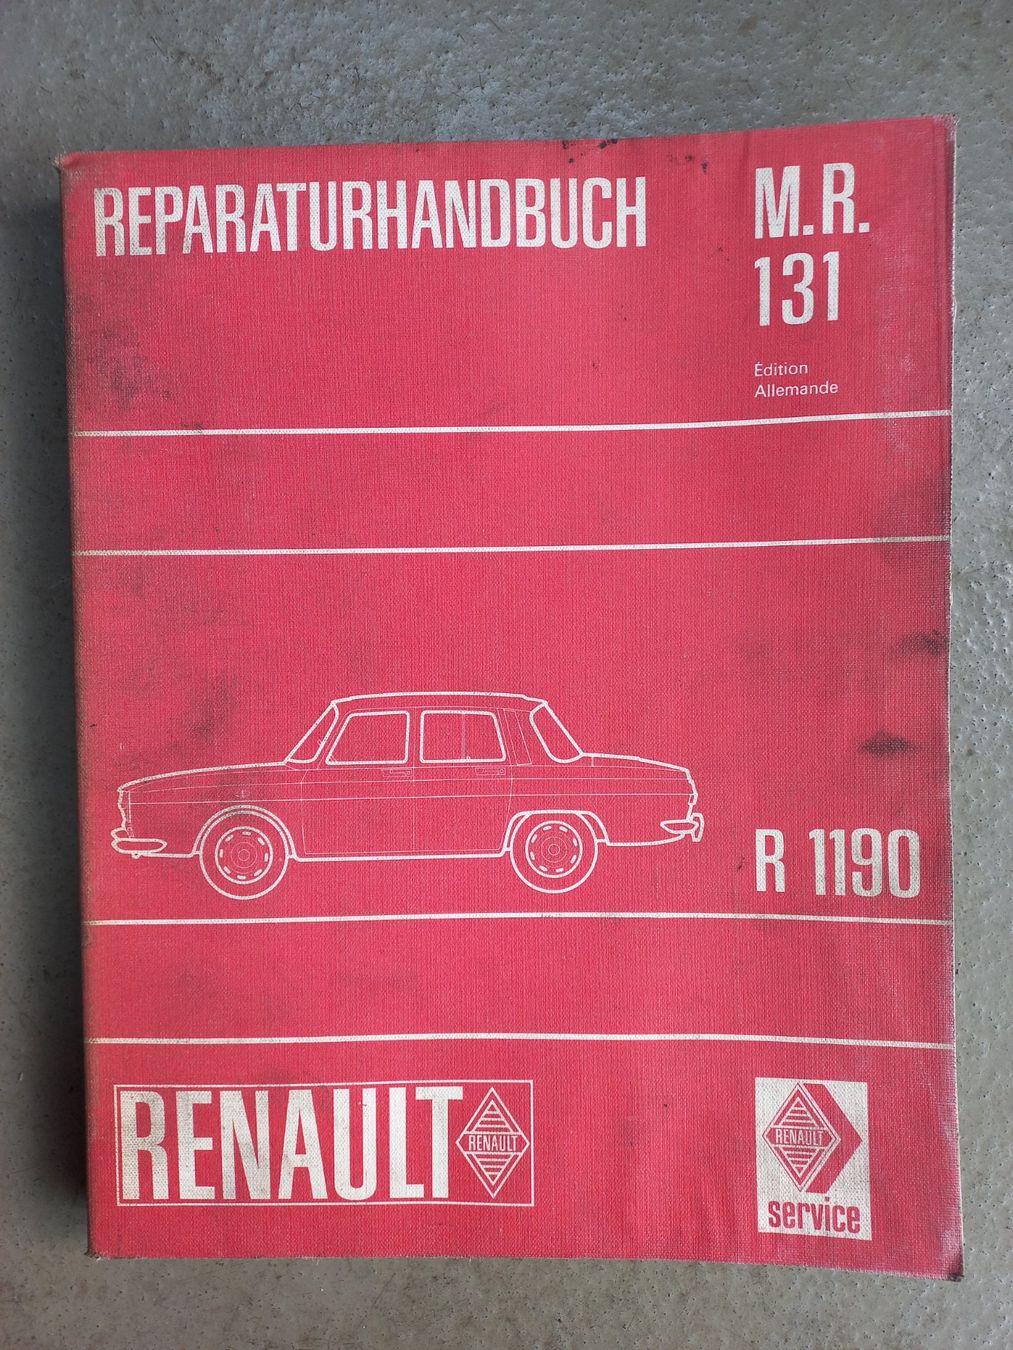 REPARATURHANDBUCH
M.R.
131
Édition
Allemande
R 1190
RENAULT
RENAULT
RENAULT
service